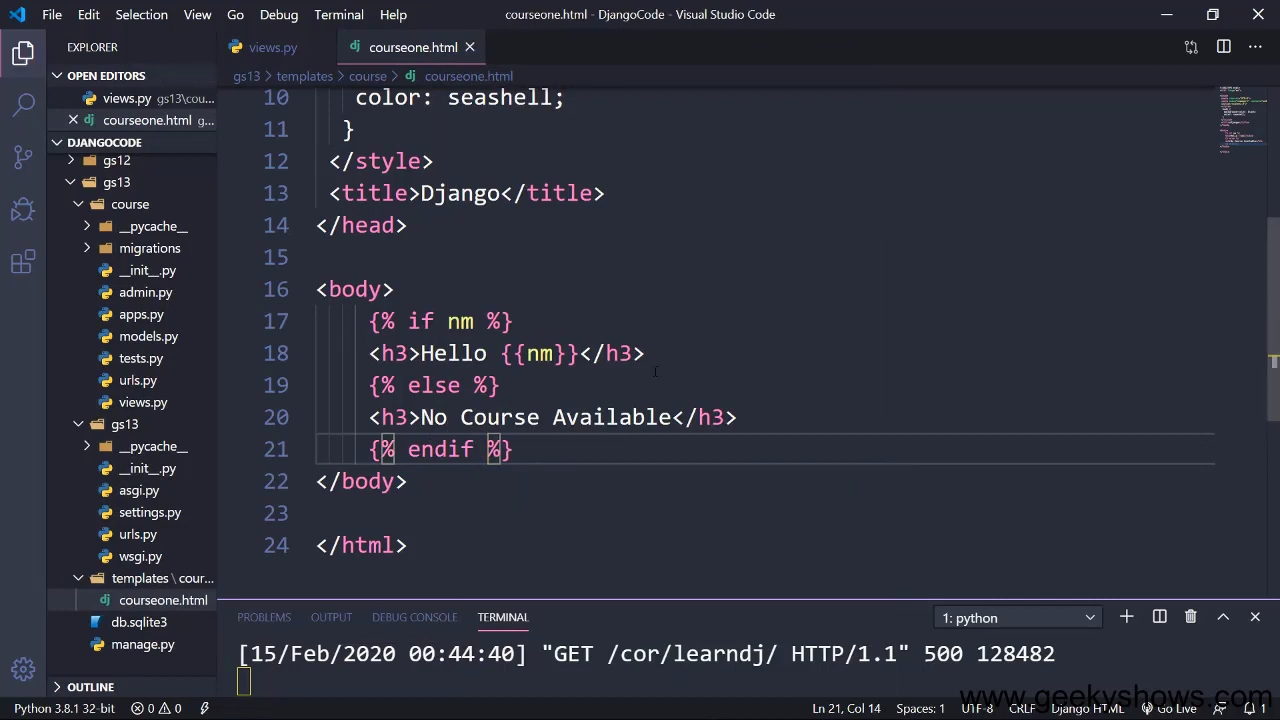 File Edit Selection View Go Debug Terminal Help courseone.html - DjangoCode - Visual Studio Code
EXPLORER
OPEN EDITORS
views.py gs13\cou...
courseone.html g...
DJANGOCODE
gs12
gs13
course
__pycache__
migrations
__init__.py
admin.py
apps.py
models.py
tests.py
urls.py
views.py
gs13
__pycache__
__init__.py
asgi.py
settings.py
urls.py
wsgi.py
templates \ cour...
courseone.html
db.sqlite3
manage.py
OUTLINE
views.py courseone.html
gs13 > templates > course > courseone.html
10 color: seashell;
11 }
12 </style>
13 <title>Django</title>
14 </head>
15
16 <body>
17 {% if nm %}
18 <h3>Hello {{nm}}</h3>
19 {% else %}
20 <h3>No Course Available</h3>
21 {% endif %}
22 </body>
23
24 </html>
PROBLEMS OUTPUT DEBUG CONSOLE TERMINAL 1: python
[15/Feb/2020 00:44:40] "GET /cor/learndj/ HTTP/1.1" 500 128482
www.geekyshows.com
Python 3.8.1 32-bit 0 0 Ln 21, Col 14 Spaces: 1 UTF-8 CRLF Django HTML Go Live 1